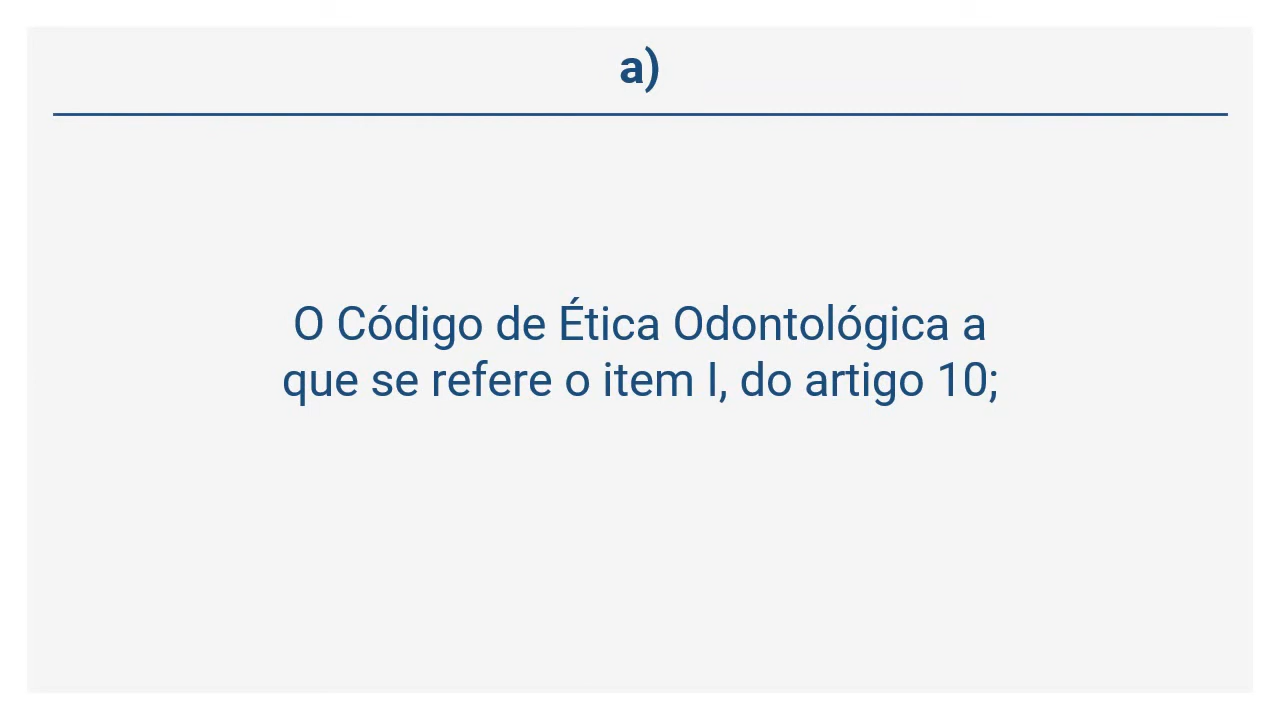 a)
O Código de Ética Odontológica a
que se refere o item I, do artigo 10;